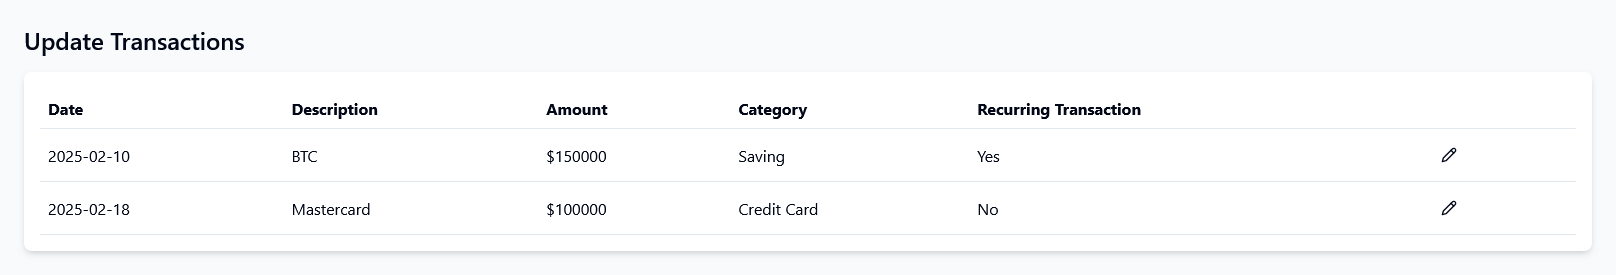 Update Transactions
Date Description Amount Category Recurring Transaction
2025-02-10 BTC $150000 Saving Yes
2025-02-18 Mastercard $100000 Credit Card No